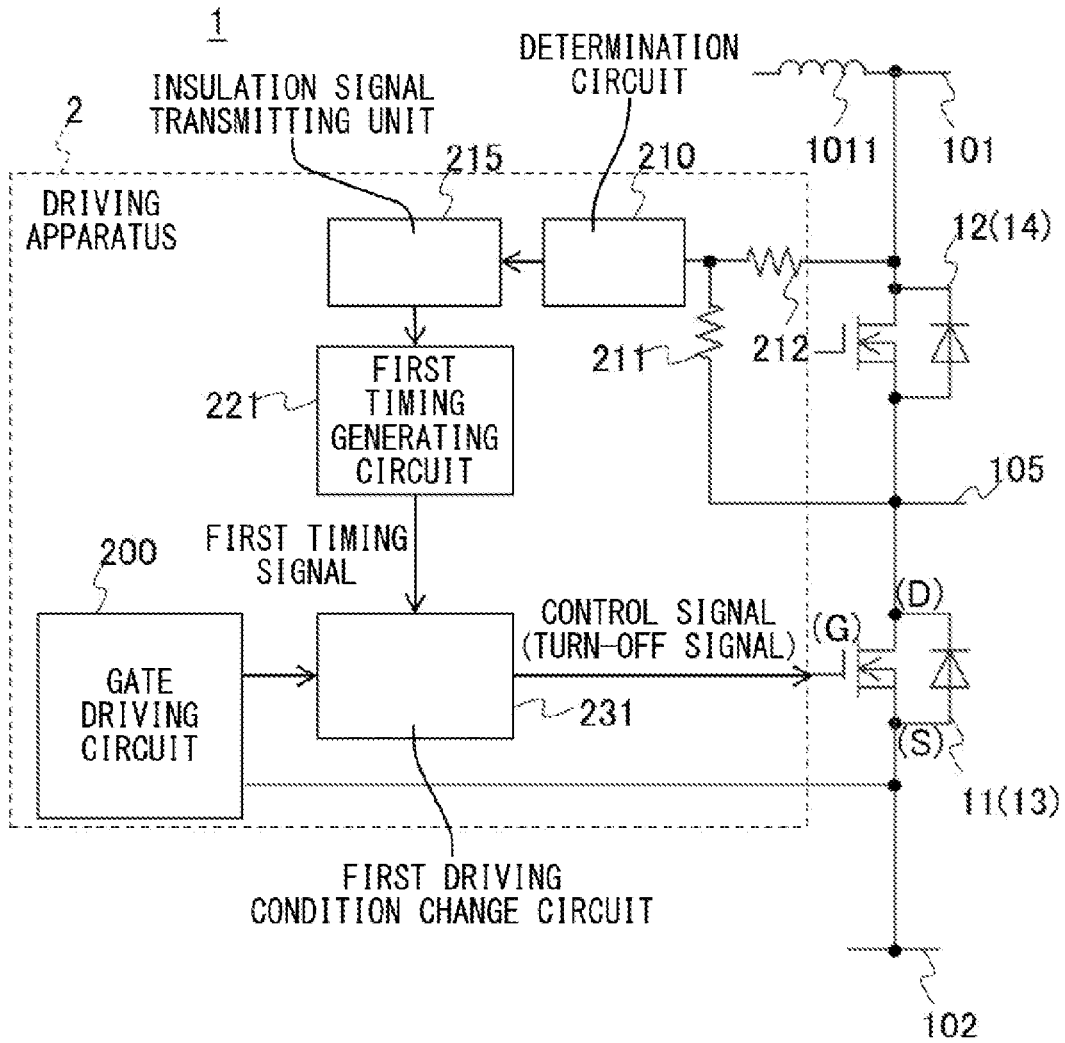 1
DETERMINATION
CIRCUIT
INSULATION SIGNAL
TRANSMITTING UNIT
2
1011
101
215
210
DRIVING
APPARATUS
12(14)
211
212
221
FIRST
TIMING
GENERATING
CIRCUIT
105
FIRST TIMING
SIGNAL
200
(D)
CONTROL SIGNAL
(TURN-OFF SIGNAL)
(G)
GATE
DRIVING
CIRCUIT
231
(S)
11(13)
FIRST DRIVING
CONDITION CHANGE CIRCUIT
102